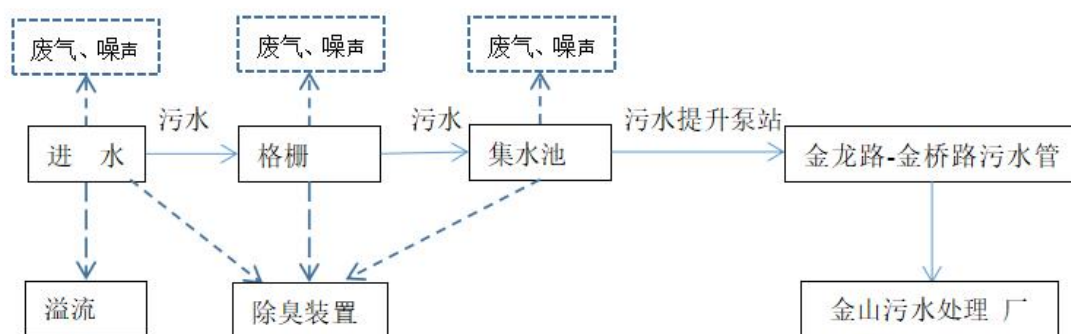 废气、噪声
废气、噪声
废气、噪声
污水
污水
污水提升泵站
进 水
格栅
集水池
金龙路-金桥路污水管
溢流
除臭装置
金山污水处理 厂